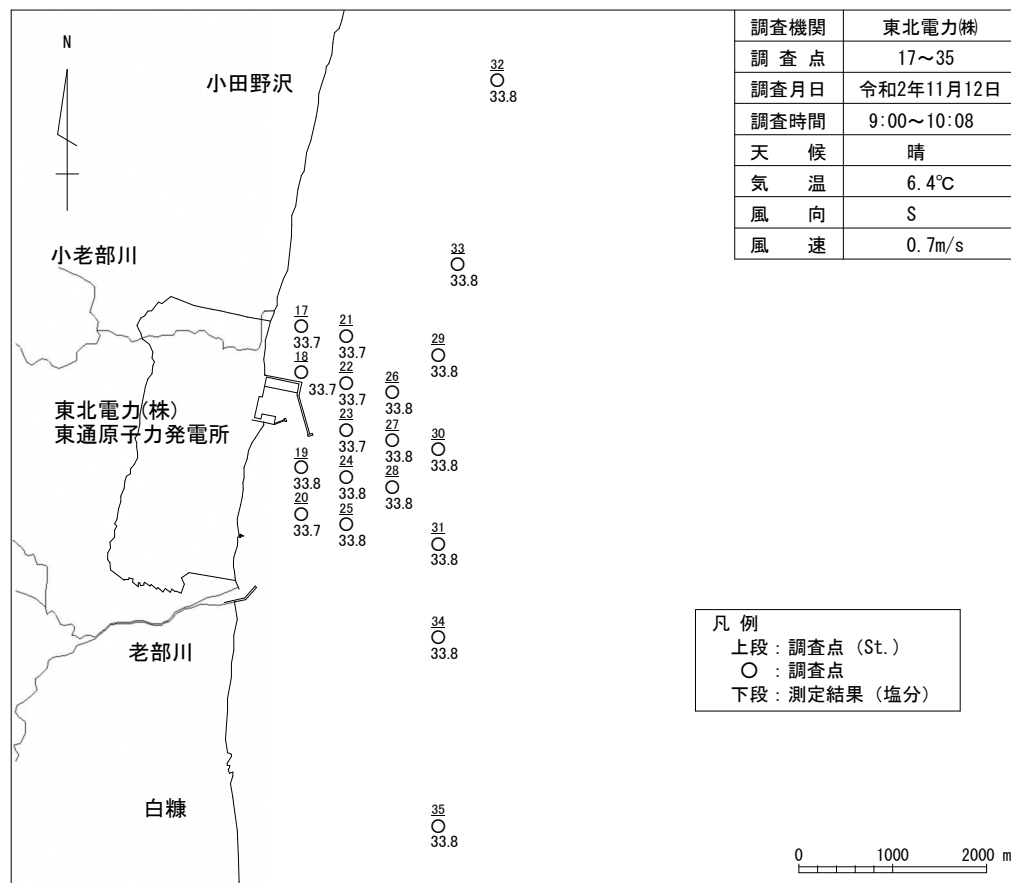 調査機関 東北電力㈱
調査点 17～35
調査月日 令和2年11月12日
調査時間 9:00～10:08
天候 晴
気温 6.4℃
風向 S
風速 0.7m/s
N
小田野沢
32
33.8
小老部川
33
33.8
17
33.7
21
33.7
29
33.8
18
33.7
22
33.7
26
33.8
東北電力(株)
東通原子力発電所
23
33.7
27
33.8
30
33.8
19
33.8
24
33.8
28
33.8
20
33.7
25
33.8
31
33.8
34
33.8
老部川
凡 例
上段：調査点（St.）
○ ：調査点
下段：測定結果（塩分）
白糠
35
33.8
0 1000 2000 m